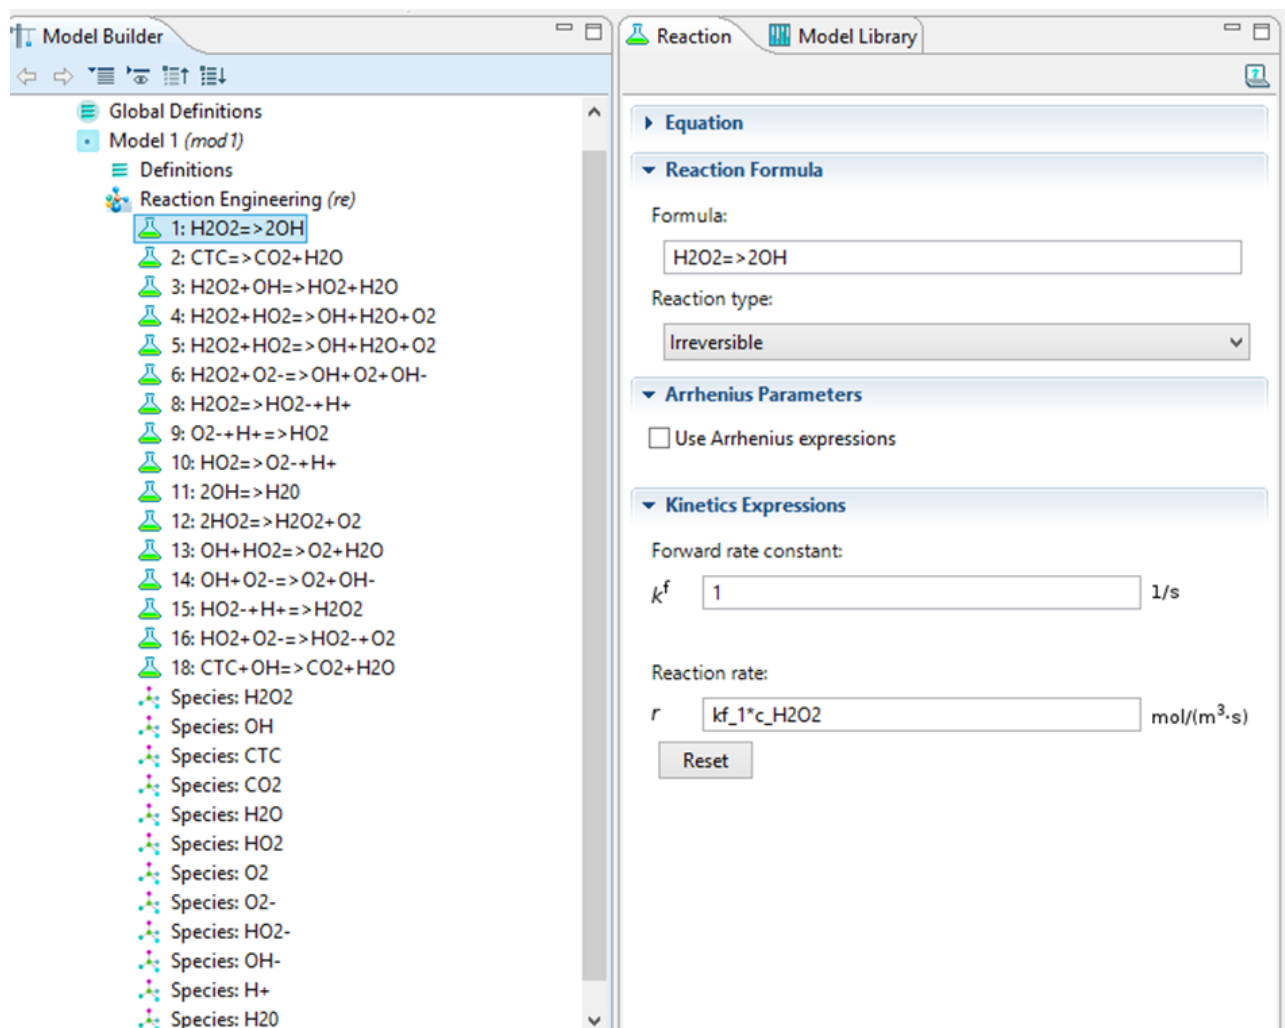 Model Builder
Global Definitions
Model 1 (mod1)
Definitions
Reaction Engineering (re)
1: H2O2=>2OH
2: CTC=>CO2+H2O
3: H2O2+OH=>HO2+H2O
4: H2O2+HO2=>OH+H2O+O2
5: H2O2+HO2=>OH+H2O+O2
6: H2O2+O2-=>OH+O2+OH-
8: H2O2=>HO2-+H+
9: O2-+H+=>HO2
10: HO2=>O2-+H+
11: 2OH=>H20
12: 2HO2=>H2O2+O2
13: OH+HO2=>O2+H2O
14: OH+O2-=>O2+OH-
15: HO2-+H+=>H2O2
16: HO2+O2-=>HO2-+O2
18: CTC+OH=>CO2+H2O
Species: H2O2
Species: OH
Species: CTC
Species: CO2
Species: H2O
Species: HO2
Species: O2
Species: O2-
Species: HO2-
Species: OH-
Species: H+
Species: H20
Reaction
Model Library
Equation
Reaction Formula
Formula:
H2O2=>2OH
Reaction type:
Irreversible
Arrhenius Parameters
Use Arrhenius expressions
Kinetics Expressions
Forward rate constant:
k^f 1 1/s
Reaction rate:
r kf_1*c_H2O2 mol/(m³·s)
Reset